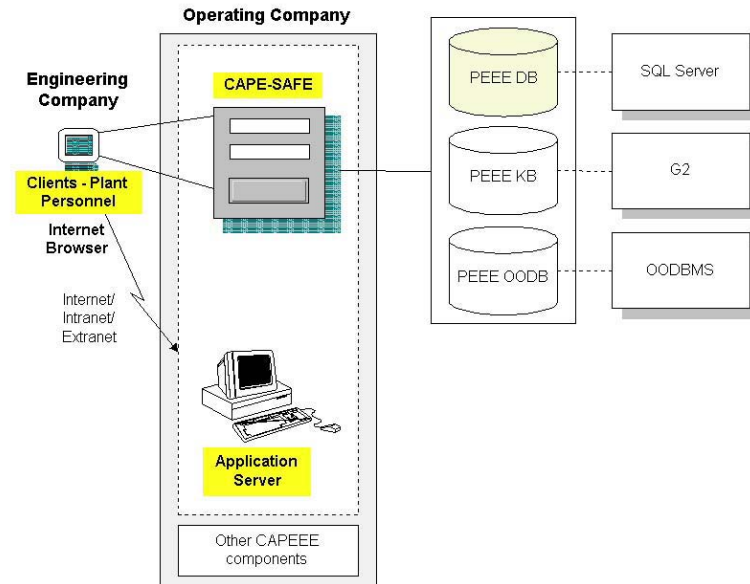 Operating Company
Engineering
Company
CAPE-SAFE
Clients - Plant
Personnel
Internet
Browser
Internet/
Intranet/
Extranet
Application
Server
Other CAPEEE
components
PEEE DB
SQL Server
PEEE KB
G2
PEEE OODB
OODBMS